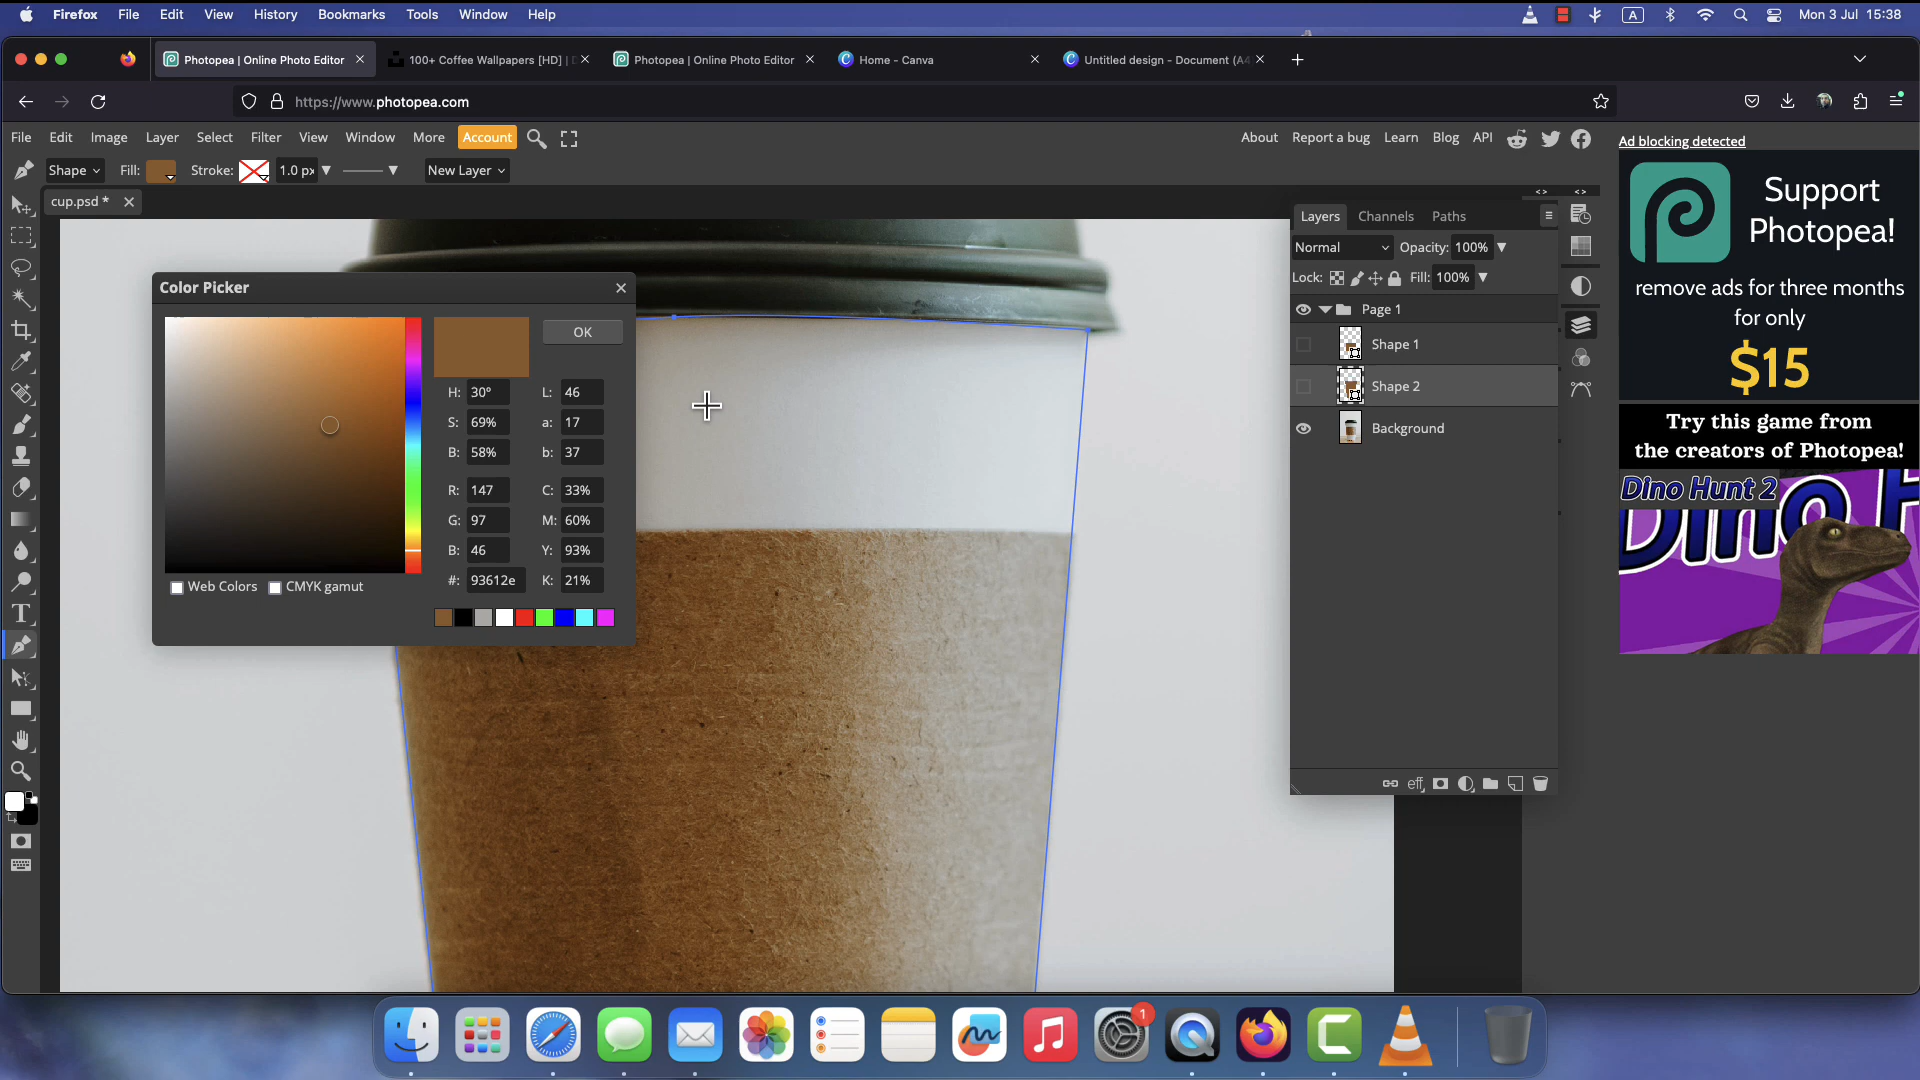 Firefox File Edit View History Bookmarks Tools Window Help A Mon 3 Jul 15:38
Photopea | Online Photo Editor 100+ Coffee Wallpapers [HD] | Photopea | Online Photo Editor Home - Canva Untitled design - Document (A4
https://www.photopea.com
File Edit Image Layer Select Filter View Window More Account About Report a bug Learn Blog API
Shape Fill: Stroke: 1.0 px New Layer
cup.psd *
Color Picker
OK
H: 30° L: 46
S: 69% a: 17
B: 58% b: 37
R: 147 C: 33%
G: 97 M: 60%
B: 46 Y: 93%
#: 93612e K: 21%
Web Colors CMYK gamut
Layers Channels Paths
Normal Opacity: 100%
Lock: Fill: 100%
Page 1
Shape 1
Shape 2
Background
eff
Ad blocking detected
Support
Photopea!
remove ads for three months
for only
$15
Try this game from
the creators of Photopea!
Dino Hunt 2
Dino H
1